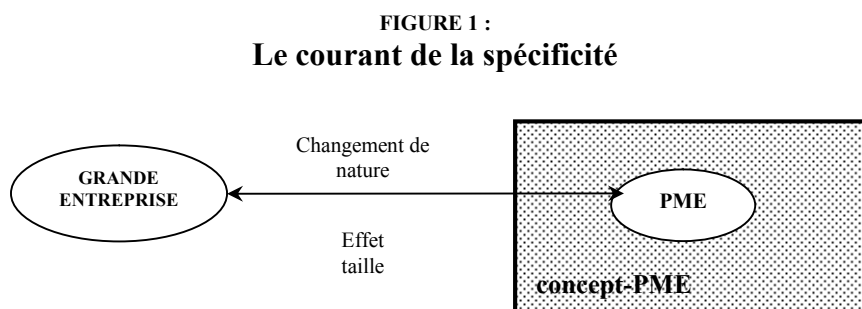 FIGURE 1 :
Le courant de la spécificité
Changement de
nature
GRANDE
ENTREPRISE
PME
Effet
taille
concept-PME